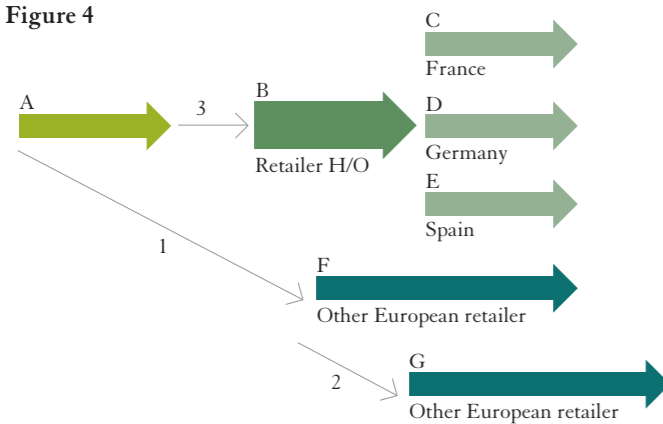 Figure 4
C
France
A
3
B
Retailer H/O
D
Germany
E
Spain
1
F
Other European retailer
2
G
Other European retailer